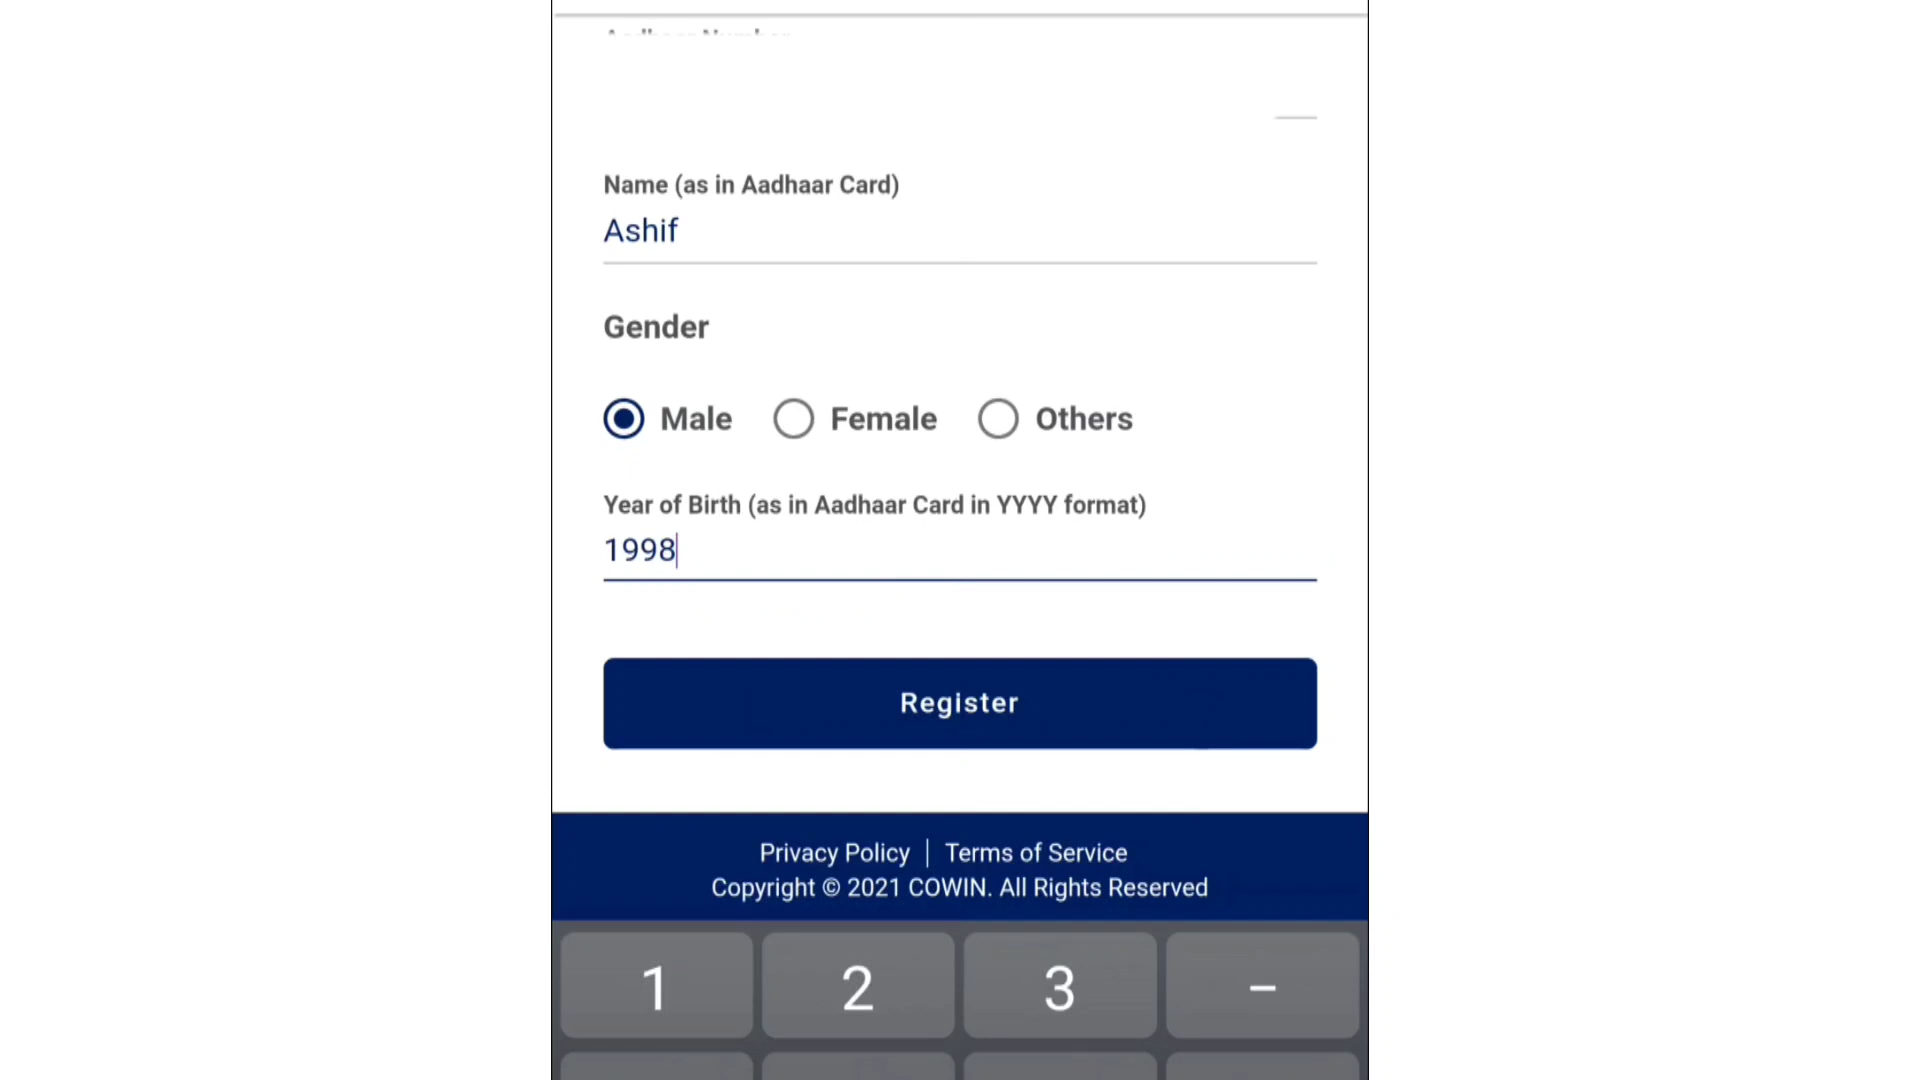 Name (as in Aadhaar Card)
Ashif
Gender
Male Female Others
Year of Birth (as in Aadhaar Card in YYYY format)
1998
Register
Privacy Policy | Terms of Service
Copyright © 2021 COWIN. All Rights Reserved
1 2 3 –